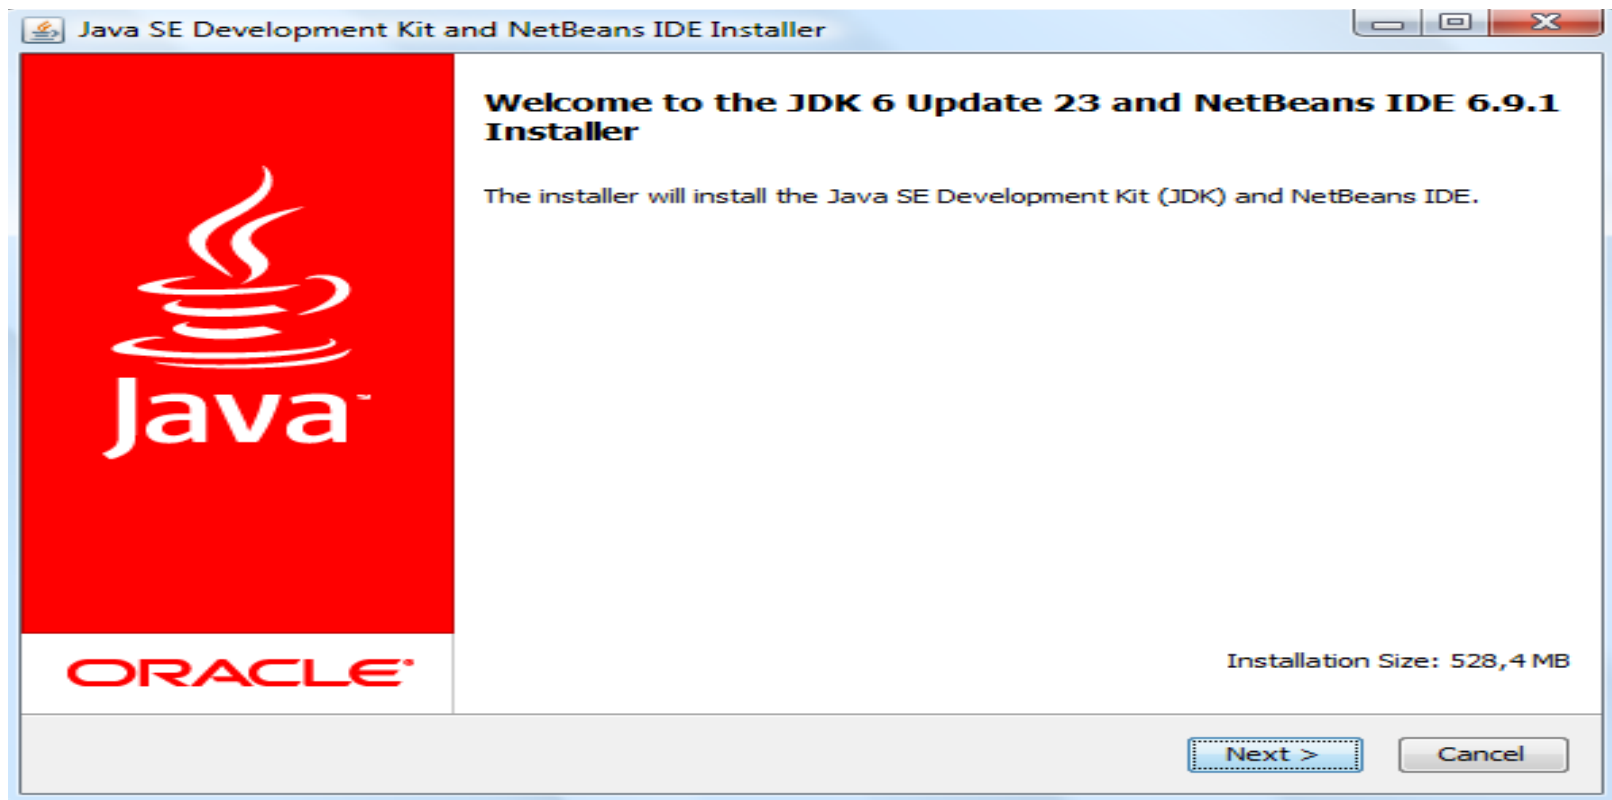 Java SE Development Kit and NetBeans IDE Installer
Welcome to the JDK 6 Update 23 and NetBeans IDE 6.9.1
Installer
The installer will install the Java SE Development Kit (JDK) and NetBeans IDE.
Java™
ORACLE®
Installation Size: 528,4 MB
Next >
Cancel